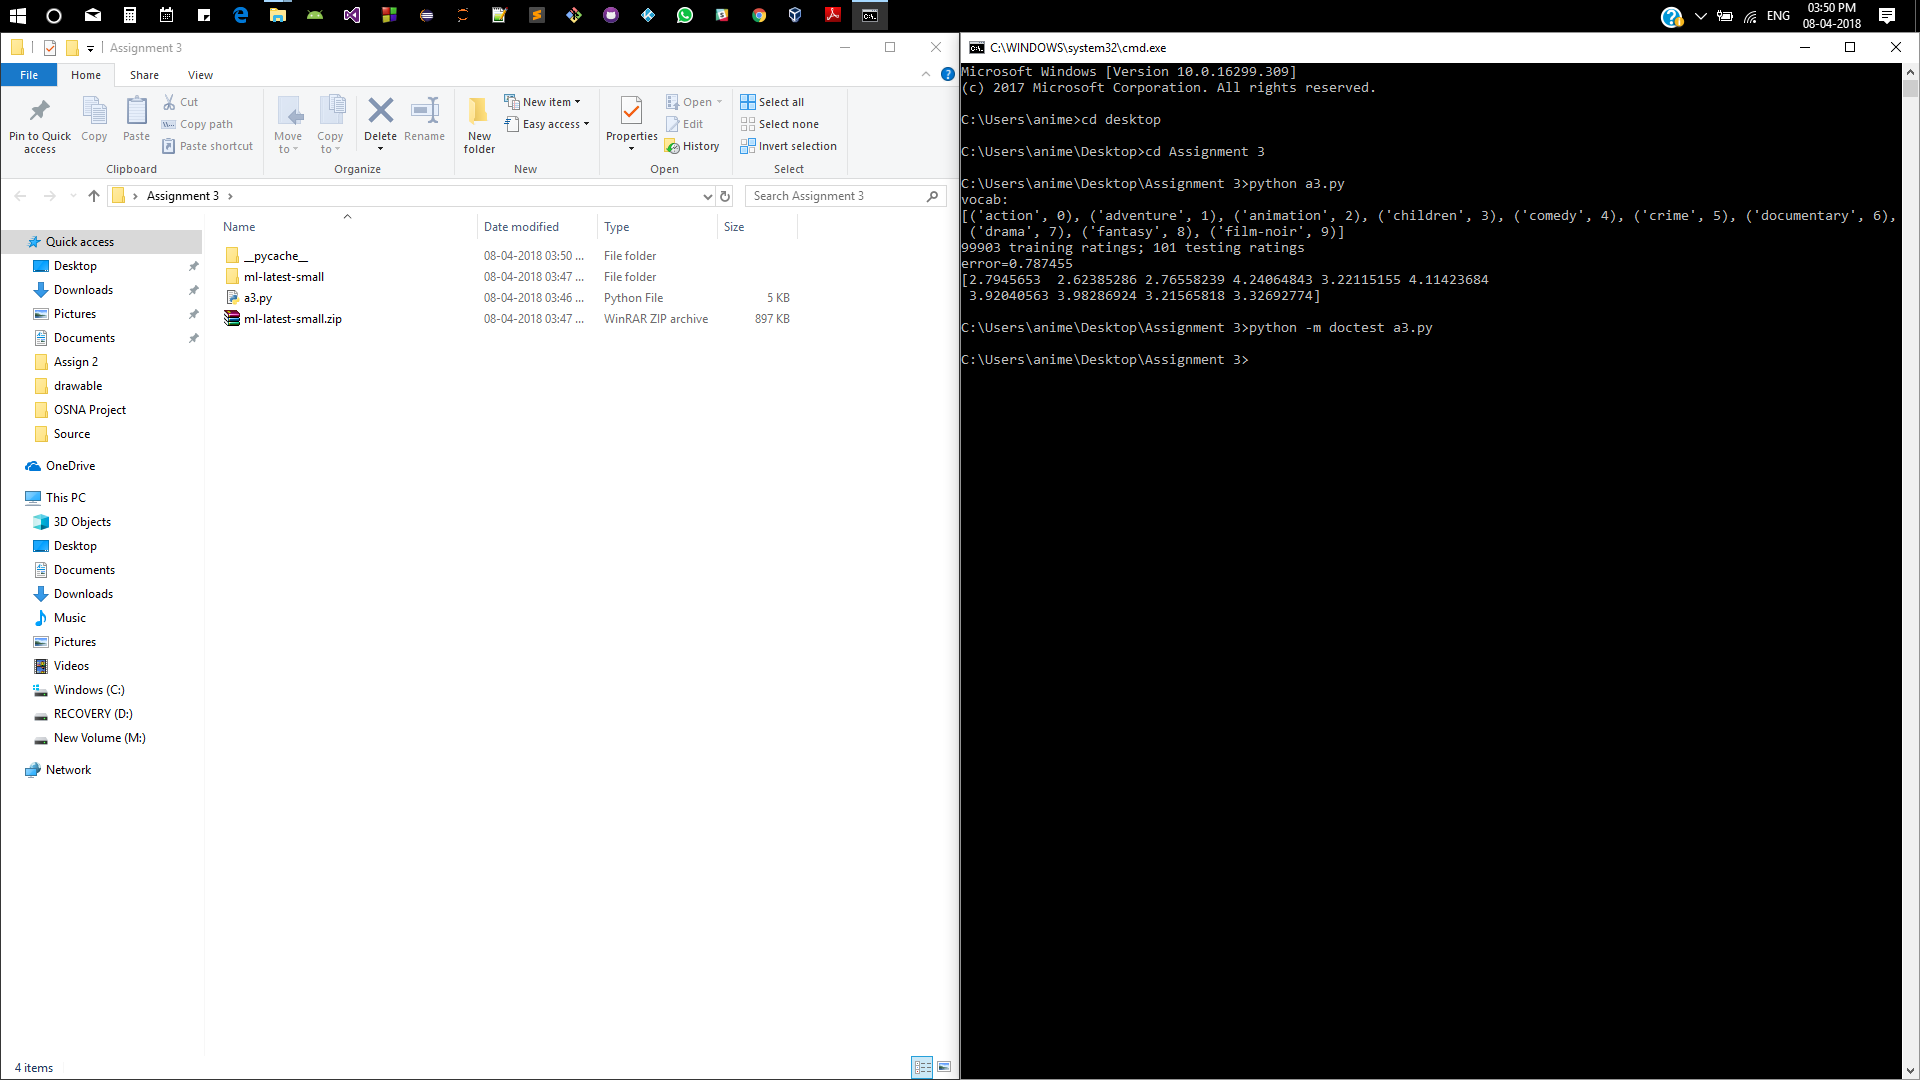 ENG
03:50 PM
08-04-2018
Assignment 3
File
Home
Share
View
Pin to Quick access
Copy
Paste
Cut
Copy path
Paste shortcut
Clipboard
Move to
Copy to
Delete
Rename
Organize
New folder
New item
Easy access
New
Properties
Open
Edit
History
Open
Select all
Select none
Invert selection
Select
Assignment 3
Search Assignment 3
Name
Date modified
Type
Size
__pycache__ 08-04-2018 03:50 ... File folder
ml-latest-small 08-04-2018 03:47 ... File folder
a3.py 08-04-2018 03:46 ... Python File 5 KB
ml-latest-small.zip 08-04-2018 03:47 ... WinRAR ZIP archive 897 KB
Quick access
Desktop
Downloads
Pictures
Documents
Assign 2
drawable
OSNA Project
Source
OneDrive
This PC
3D Objects
Desktop
Documents
Downloads
Music
Pictures
Videos
Windows (C:)
RECOVERY (D:)
New Volume (M:)
Network
4 items
C:\WINDOWS\system32\cmd.exe
Microsoft Windows [Version 10.0.16299.309]
(c) 2017 Microsoft Corporation. All rights reserved.
C:\Users\anime>cd desktop
C:\Users\anime\Desktop>cd Assignment 3
C:\Users\anime\Desktop\Assignment 3>python a3.py
vocab:
[('action', 0), ('adventure', 1), ('animation', 2), ('children', 3), ('comedy', 4), ('crime', 5), ('documentary', 6),
('drama', 7), ('fantasy', 8), ('film-noir', 9)]
99903 training ratings; 101 testing ratings
error=0.787455
[2.7945653  2.62385286 2.76558239 4.24064843 3.22115155 4.11423684
3.92040563 3.98286924 3.21565818 3.32692774]
C:\Users\anime\Desktop\Assignment 3>python -m doctest a3.py
C:\Users\anime\Desktop\Assignment 3>